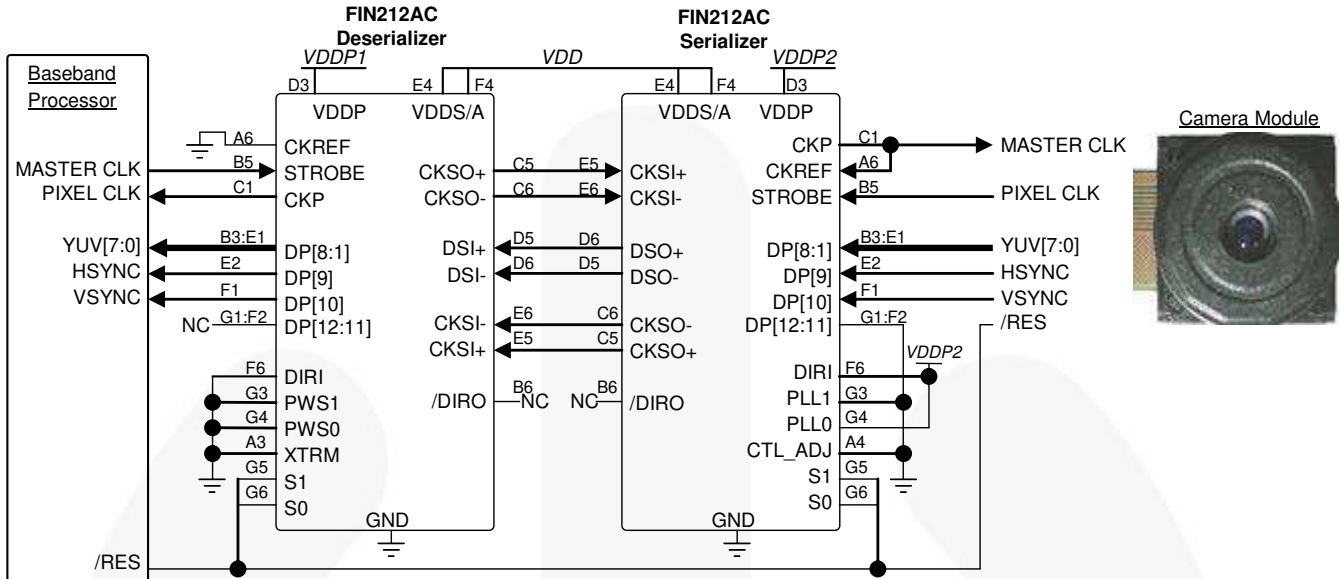 FIN212AC
Deserializer
FIN212AC
Serializer
VDDP1
VDD
VDDP2
D3
E4
F4
E4
F4
D3
VDDP
VDDS/A
VDDS/A
VDDP
Baseband
Processor
MASTER CLK
PIXEL CLK
YUV[7:0]
HSYNC
VSYNC
NC
/RES
A6
B5
C1
B3:E1
E2
F1
G1:F2
F6
G3
G4
A3
G5
G6
CKREF
STROBE
CKP
DP[8:1]
DP[9]
DP[10]
DP[12:11]
DIRI
PWS1
PWS0
XTRM
S1
S0
CKSO+
CKSO-
DSI+
DSI-
CKSI-
CKSI+
/DIRO
GND
C5 E5
C6 E6
D5 D6
D6 D5
E6 C6
E5 C5
B6 NC NC B6
CKSI+
CKSI-
DSO+
DSO-
CKSO-
CKSO+
/DIRO
GND
CKP
CKREF
STROBE
DP[8:1]
DP[9]
DP[10]
DP[12:11]
DIRI
PLL1
PLL0
CTL_ADJ
S1
S0
C1
A6
B5
B3:E1
E2
F1
G1:F2
VDDP2
F6
G3
G4
A4
G5
G6
MASTER CLK
PIXEL CLK
YUV[7:0]
HSYNC
VSYNC
/RES
Camera Module